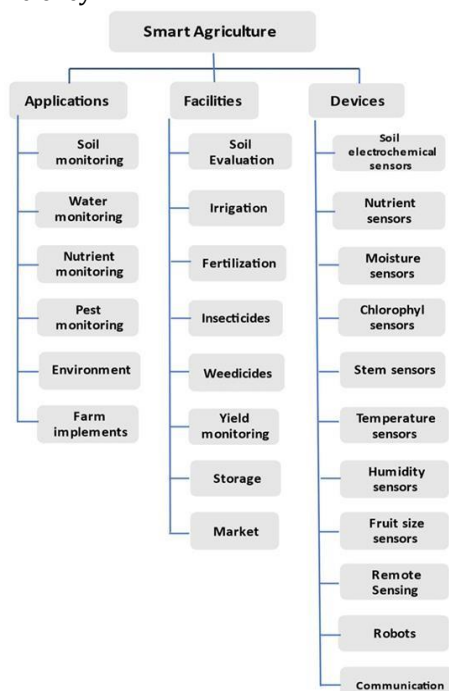 Smart Agriculture
Applications
Soil
monitoring
Water
monitoring
Nutrient
monitoring
Pest
monitoring
Environment
Farm
implements
Facilities
Soil
Evaluation
Irrigation
Fertilization
Insecticides
Weedicides
Yield
monitoring
Storage
Market
Devices
Soil
electrochemical
sensors
Nutrient
sensors
Moisture
sensors
Chlorophyl
sensors
Stem sensors
Temperature
sensors
Humidity
sensors
Fruit size
sensors
Remote
Sensing
Robots
Communication